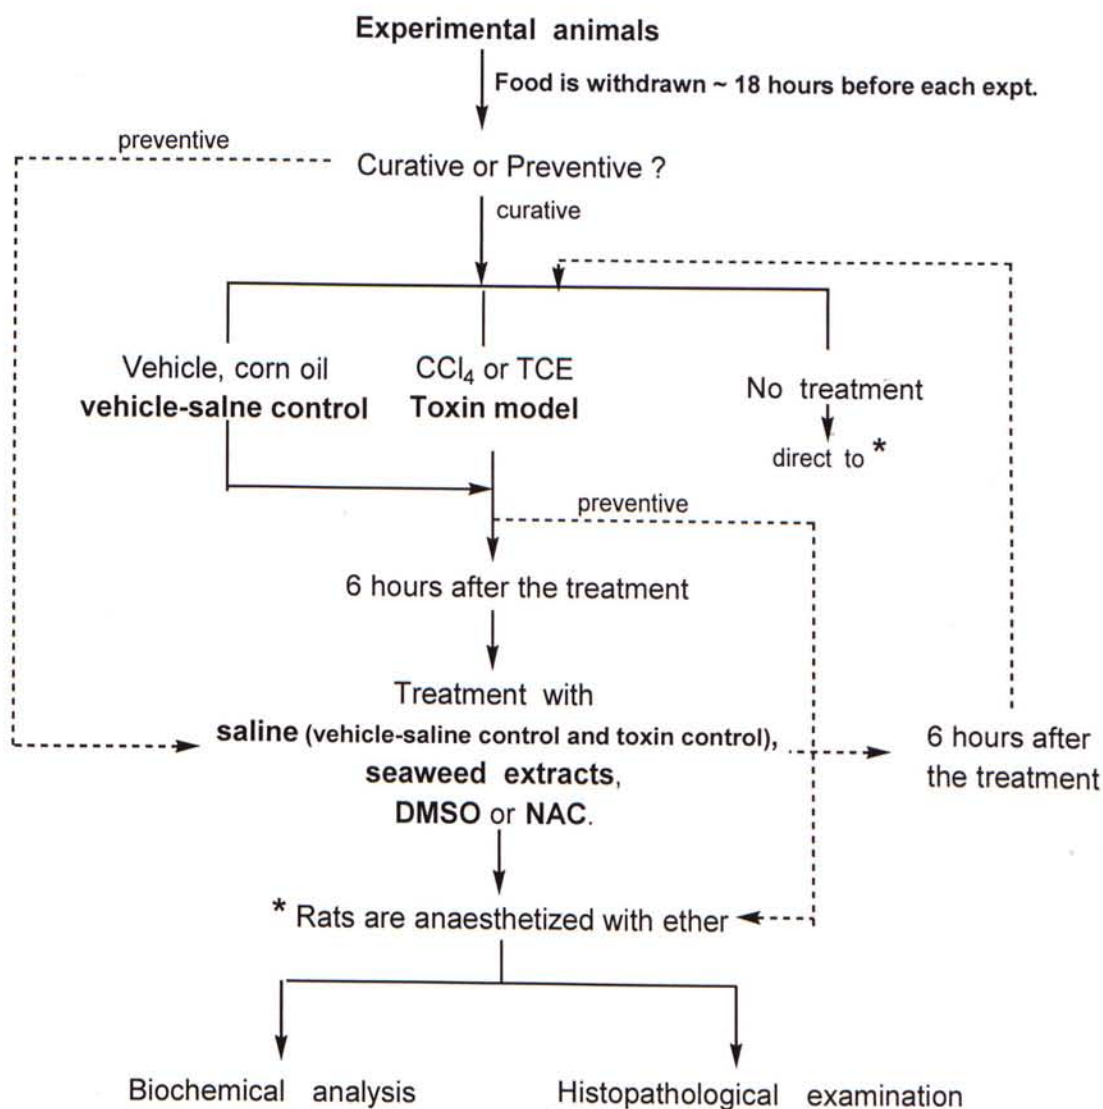 Experimental animals
Food is withdrawn ~ 18 hours before each expt.
preventive
Curative or Preventive ?
curative
Vehicle, corn oil
vehicle-salne control
CCl₄ or TCE
Toxin model
No treatment
direct to *
preventive
6 hours after the treatment
Treatment with
saline (vehicle-saline control and toxin control),
seaweed extracts,
DMSO or NAC.
6 hours after
the treatment
* Rats are anaesthetized with ether
Biochemical analysis
Histopathological examination